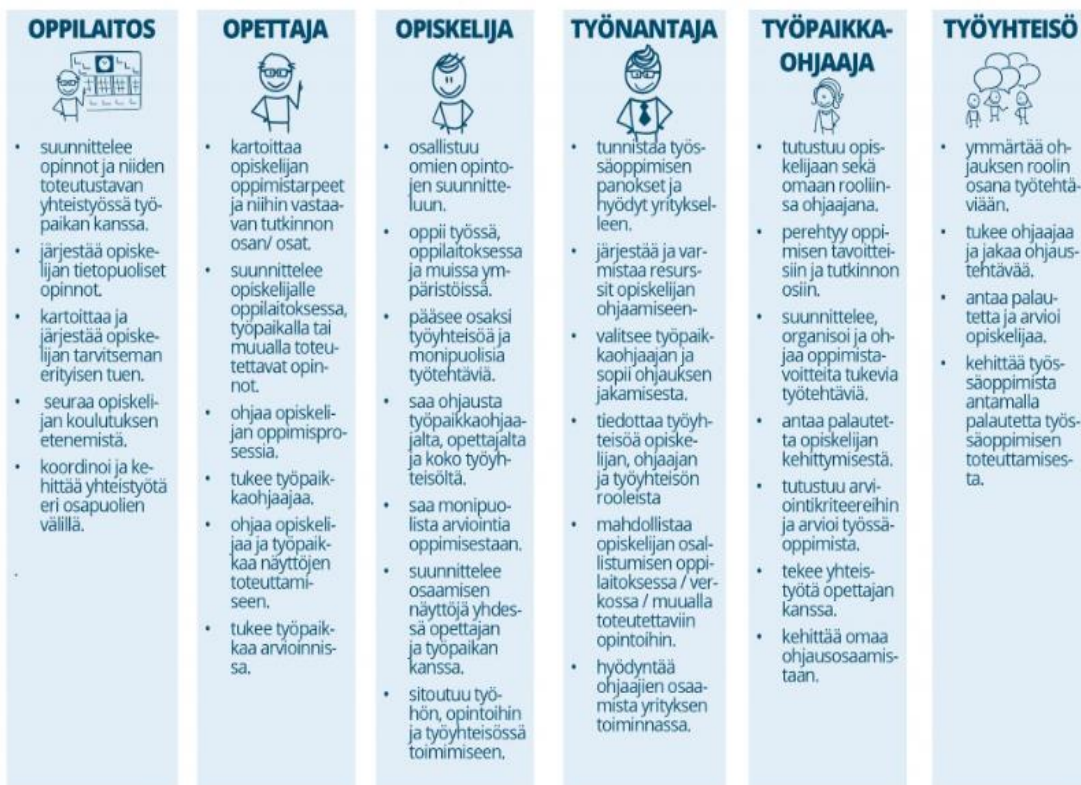 OPPILAITOS
• suunnittelee
opinnot ja niiden
toteutustavan
yhteistyössä työ-
paikan kanssa.
• järjestää opiske-
lijan tietopuoliset
opinnot.
• kartoittaa ja
järjestää opiske-
lijan tarvitseman
erityisen tuen.
• seuraa opiskeli-
jan koulutuksen
etenemistä.
• koordinoi ja ke-
hittää yhteistyötä
eri osapuolien
välillä.
.
OPETTAJA
• kartoittaa
opiskelijan
oppimistarpeet
ja niihin vastaa-
van tutkinnon
osan/ osat.
• suunnittelee
opiskelijalle
oppilaitoksessa,
työpaikalla tai
muualla toteu-
tettavat opin-
not.
• ohjaa opiskeli-
jan oppimispro-
sessia.
• tukee työpaik-
kaohjaajaa.
• ohjaa opiskeli-
jaa ja työpaik-
kaa näyttöjen
toteuttami-
seen.
• tukee työpaik-
kaa arvioinnis-
sa.
OPISKELIJA
• osallistuu
omien opinto-
jen suunnitte-
luun.
• oppii työssä,
oppilaitoksessa
ja muissa ym-
päristöissä.
• pääsee osaksi
työyhteisöä ja
monipuolisia
työtehtäviä.
• saa ohjausta
työpaikkaohjaa-
jalta, opettajalta
ja koko työyh-
teisöltä.
• saa monipuo-
lista arviointia
oppimisestaan.
• suunnittelee
osaamisen
näyttöjä yhdes-
sä opettajan
ja työpaikan
kanssa.
• sitoutuu työ-
hön, opintoihin
ja työyhteisössä
toimimiseen.
TYÖNANTAJA
• tunnistaa työs-
säoppimisen
panokset ja
hyödyt yrityksel-
leen.
• järjestää ja var-
mistaa resurs-
sit opiskelijan
ohjaamiseen-
• valitsee työpaik-
kaohjaajan ja
sopii ohjauksen
jakamisesta.
• tiedottaa työyh-
teisöä opiske-
lijan, ohjaajan
ja työyhteisön
rooleista
• mahdollistaa
opiskelijan osal-
listumisen oppi-
laitoksessa / ver-
kossa / muualla
toteutettaviin
opintoihin.
• hyödyntää
ohjaajien osaa-
mista yrityksen
toiminnassa.
TYÖPAIKKA-
OHJAAJA
• tutustuu opis-
kelijaan sekä
omaan rooliin-
sa ohjaajana.
• perehtyy oppi-
misen tavoittei-
siin ja tutkinnon
osiin.
• suunnittelee,
organisoi ja oh-
jaa oppimista-
voitteita tukevia
työtehtäviä.
• antaa palautet-
ta opiskelijan
kehittymisestä.
• tutustuu arvi-
ointikriteereihin
ja arvioi työssä-
oppimista.
• tekee yhteis-
työtä opettajan
kanssa.
• kehittää omaa
ohjausosaamis-
taan.
TYÖYHTEISÖ
• ymmärtää oh-
jauksen roolin
osana työtehtä-
viään.
• tukee ohjaajaa
ja jakaa ohjaus-
tehtävää.
• antaa palau-
tetta ja arvioi
opiskelijaa.
• kehittää työs-
säoppimista
antamalla
palautetta työs-
säoppimisen
toteuttamises-
ta.